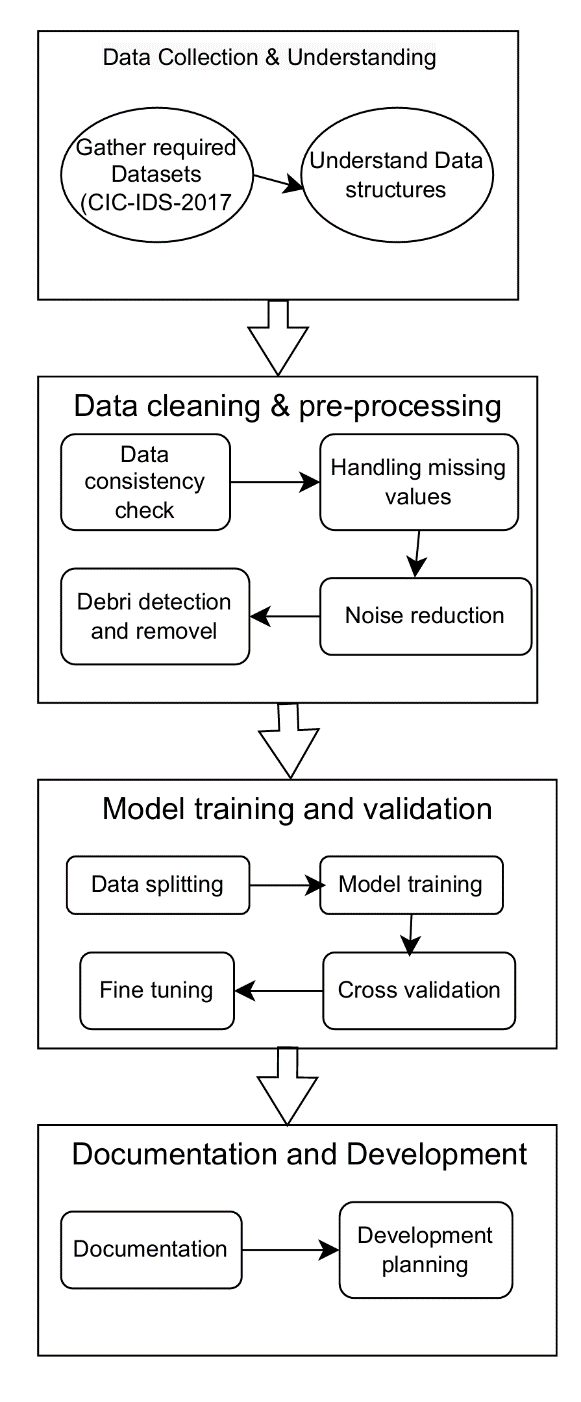 Data Collection & Understanding
Gather required
Datasets
(CIC-IDS-2017
Understand Data
structures
Data cleaning & pre-processing
Data
consistency
check
Handling missing
values
Debri detection
and removel
Noise reduction
Model training and validation
Data splitting
Model training
Fine tuning
Cross validation
Documentation and Development
Documentation
Development
planning